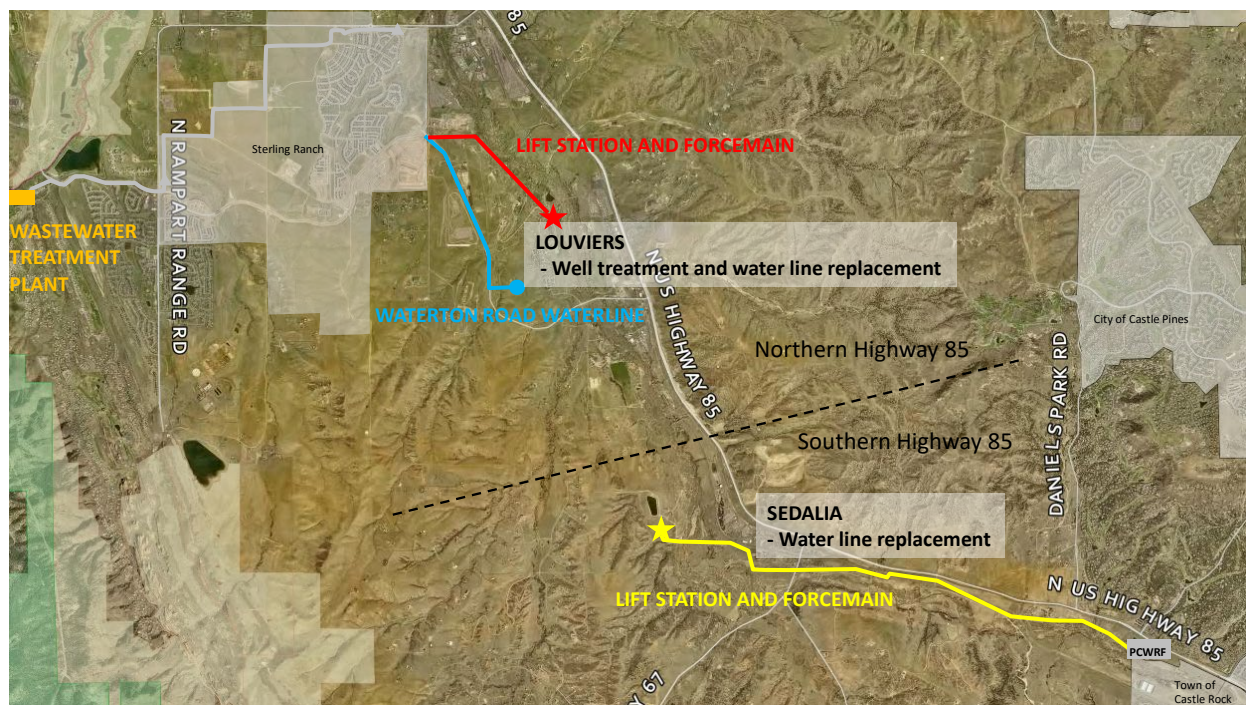 85
LIFT STATION AND FORCEMAIN
Sterling Ranch
N RAMPART RANGE RD
WASTEWATER
TREATMENT
PLANT
LOUVIERS
- Well treatment and water line replacement
WATERTON ROAD WATERLINE
N US HIGHWAY 85
City of Castle Pines
Northern Highway 85
Southern Highway 85
DANIELS PARK RD
SEDALIA
- Water line replacement
LIFT STATION AND FORCEMAIN
N US HIGHWAY 85
PCWRF
Y 67
Town of
Castle Rock